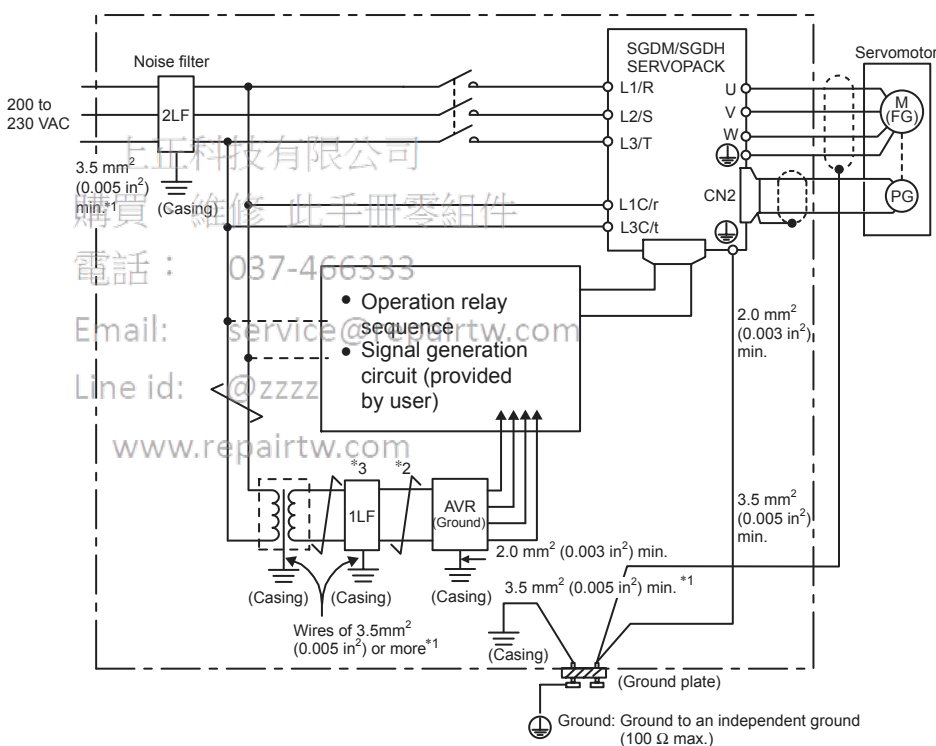 SGDM/SGDH
SERVOPACK
Servomotor
Noise filter
L1/R
U
M
(FG)
200 to
230 VAC
2LF
L2/S
V
L3/T
W
上正科技有限公司
3.5 mm²
(0.005 in²)
min.*1
(Casing)
CN2
PG
購買 維修 此手冊零組件
L1C/r
L3C/t
電話： 037-466333
• Operation relay
sequence
• Signal generation
circuit (provided
by user)
2.0 mm²
(0.003 in²)
min.
Email: service@repairtw.com
Line id: @zzzz
www.repairtw.com
*3
*2
1LF
AVR
(Ground)
3.5 mm²
(0.005 in²)
min.
2.0 mm² (0.003 in²) min.
(Casing)
(Casing)
(Casing)
3.5 mm² (0.005 in²) min. *1
Wires of 3.5mm²
(0.005 in²) or more*1
(Casing)
(Ground plate)
Ground: Ground to an independent ground
(100 Ω max.)